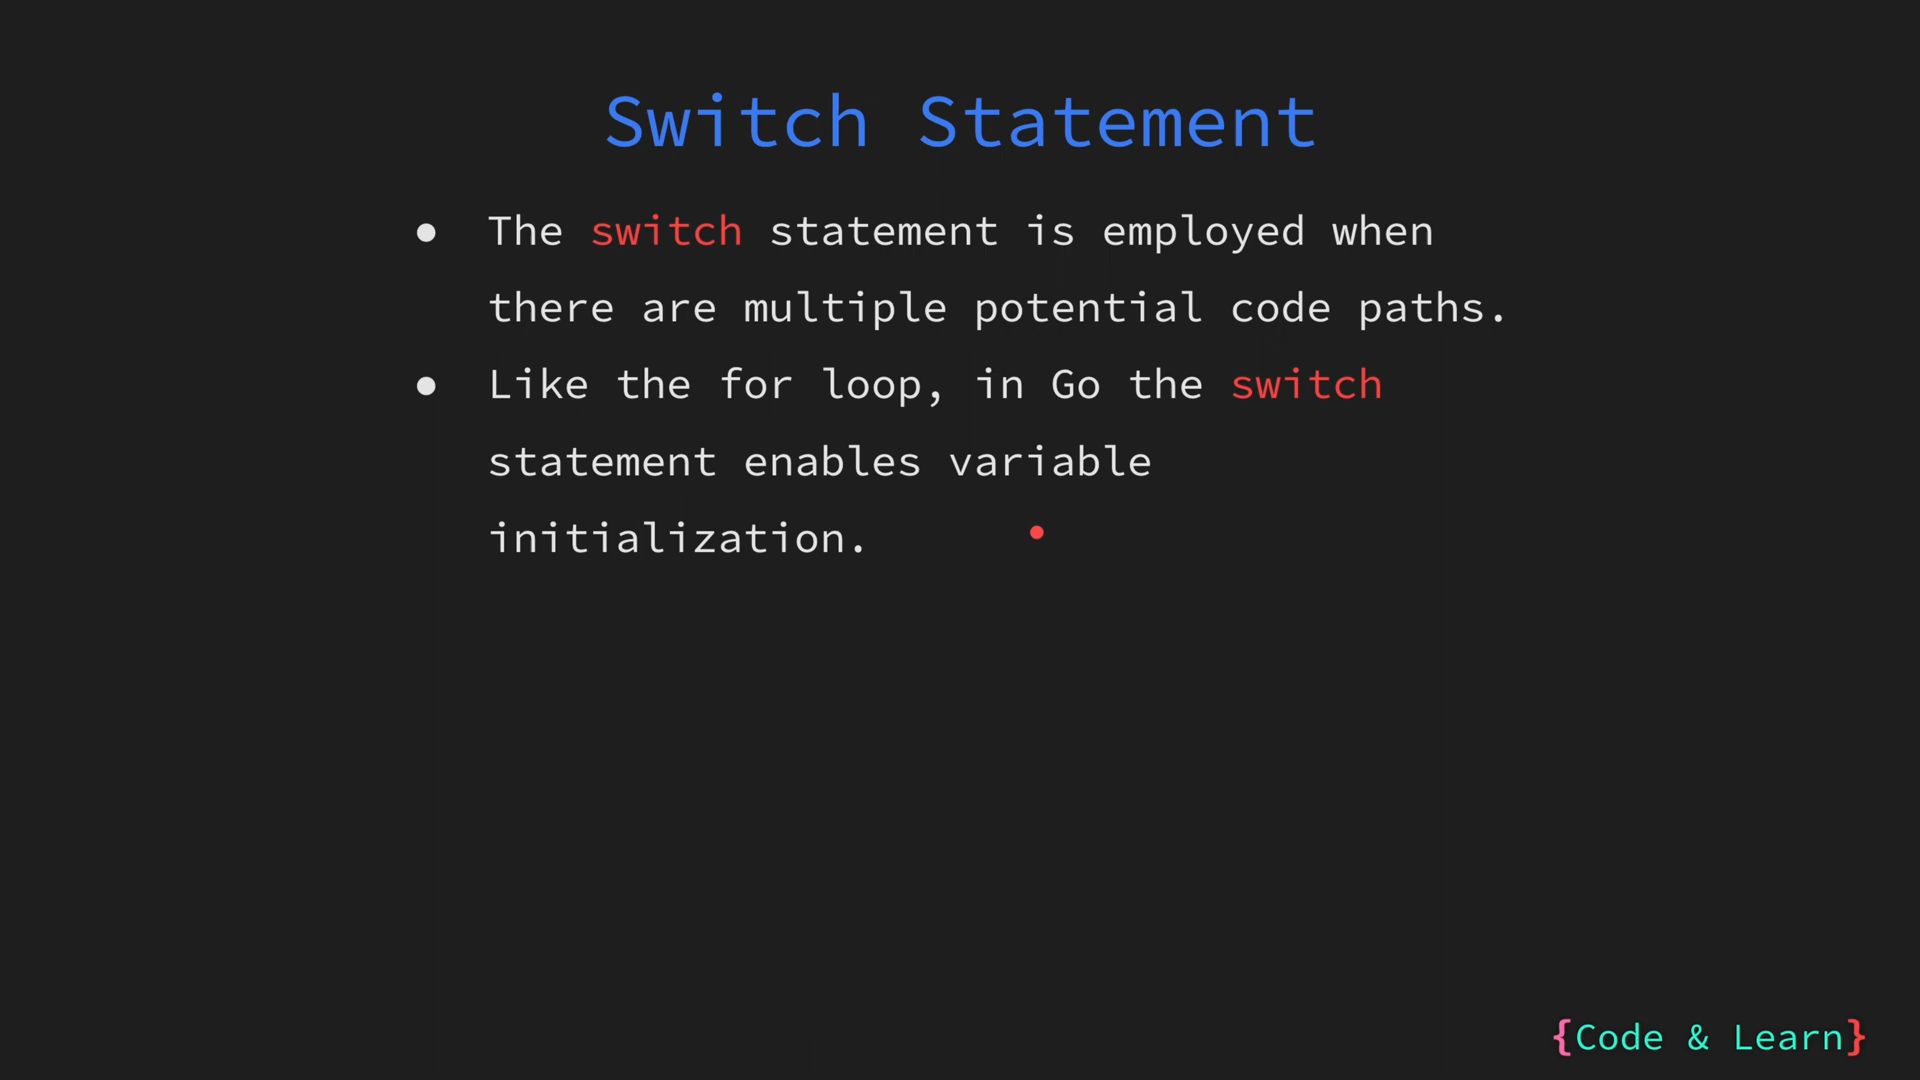 Switch Statement
● The switch statement is employed when
there are multiple potential code paths.
● Like the for loop, in Go the switch
statement enables variable
initialization.
{Code & Learn}